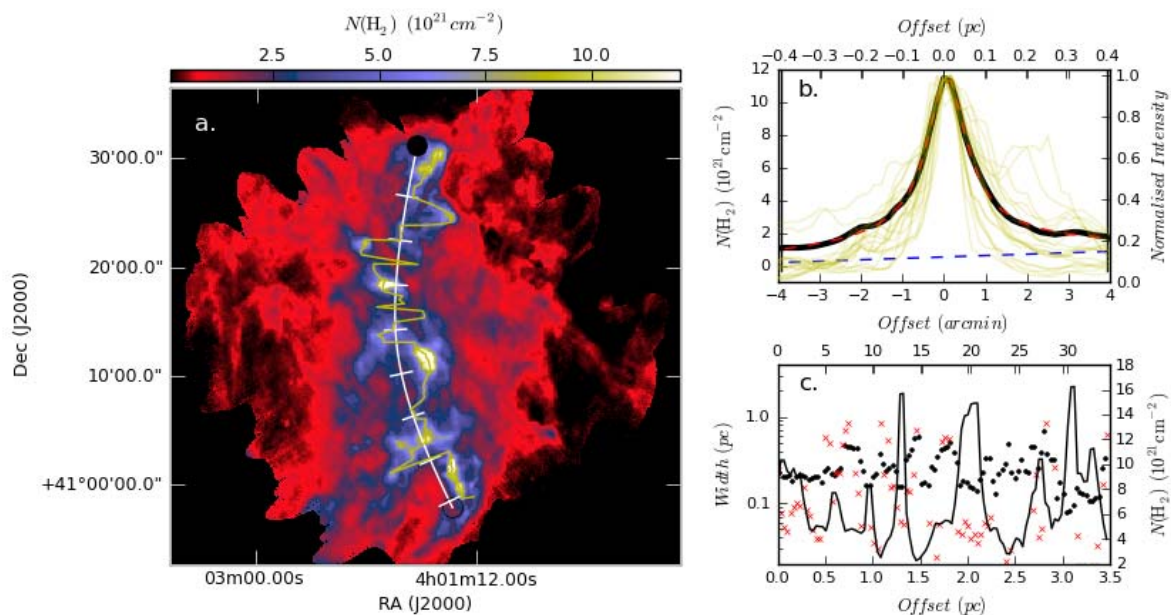 N(H₂) (10²¹ cm⁻²)
2.5 5.0 7.5 10.0
a.
30'00.0"
20'00.0"
10'00.0"
+41°00'00.0"
Dec (J2000)
03m00.00s 4h01m12.00s
RA (J2000)
Offset (pc)
−0.4 −0.3 −0.2 −0.1 0.0 0.1 0.2 0.3 0.4
b.
12
10
8
6
4
2
0
N(H₂) (10²¹ cm⁻²)
1.0
0.8
0.6
0.4
0.2
0.0
Normalised Intensity
−4 −3 −2 −1 0 1 2 3 4
Offset (arcmin)
0 5 10 15 20 25 30
c.
1.0
0.1
Width (pc)
18
16
14
12
10
8
6
4
2
N(H₂) (10²¹ cm⁻²)
0.0 0.5 1.0 1.5 2.0 2.5 3.0 3.5
Offset (pc)